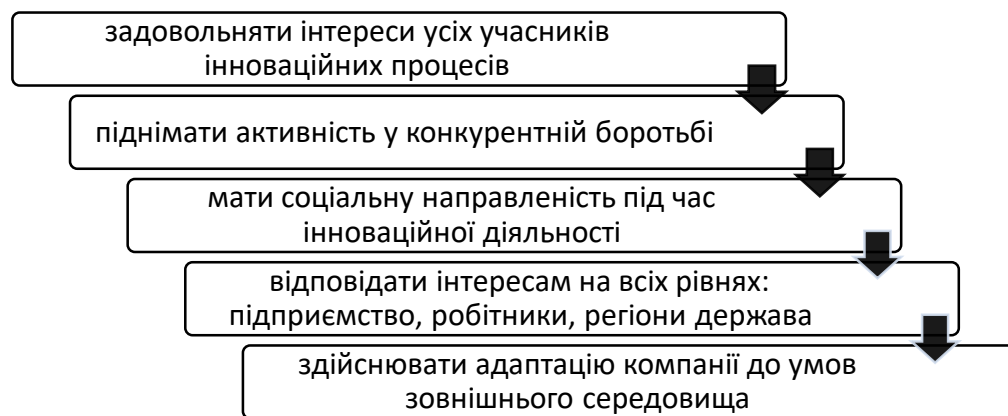 задовольняти інтереси усіх учасників
інноваційних процесів
піднімати активність у конкурентній боротьбі
мати соціальну направленість під час
інноваційної діяльності
відповідати інтересам на всіх рівнях:
підприємство, робітники, регіони держава
здійснювати адаптацію компанії до умов
зовнішнього середовища